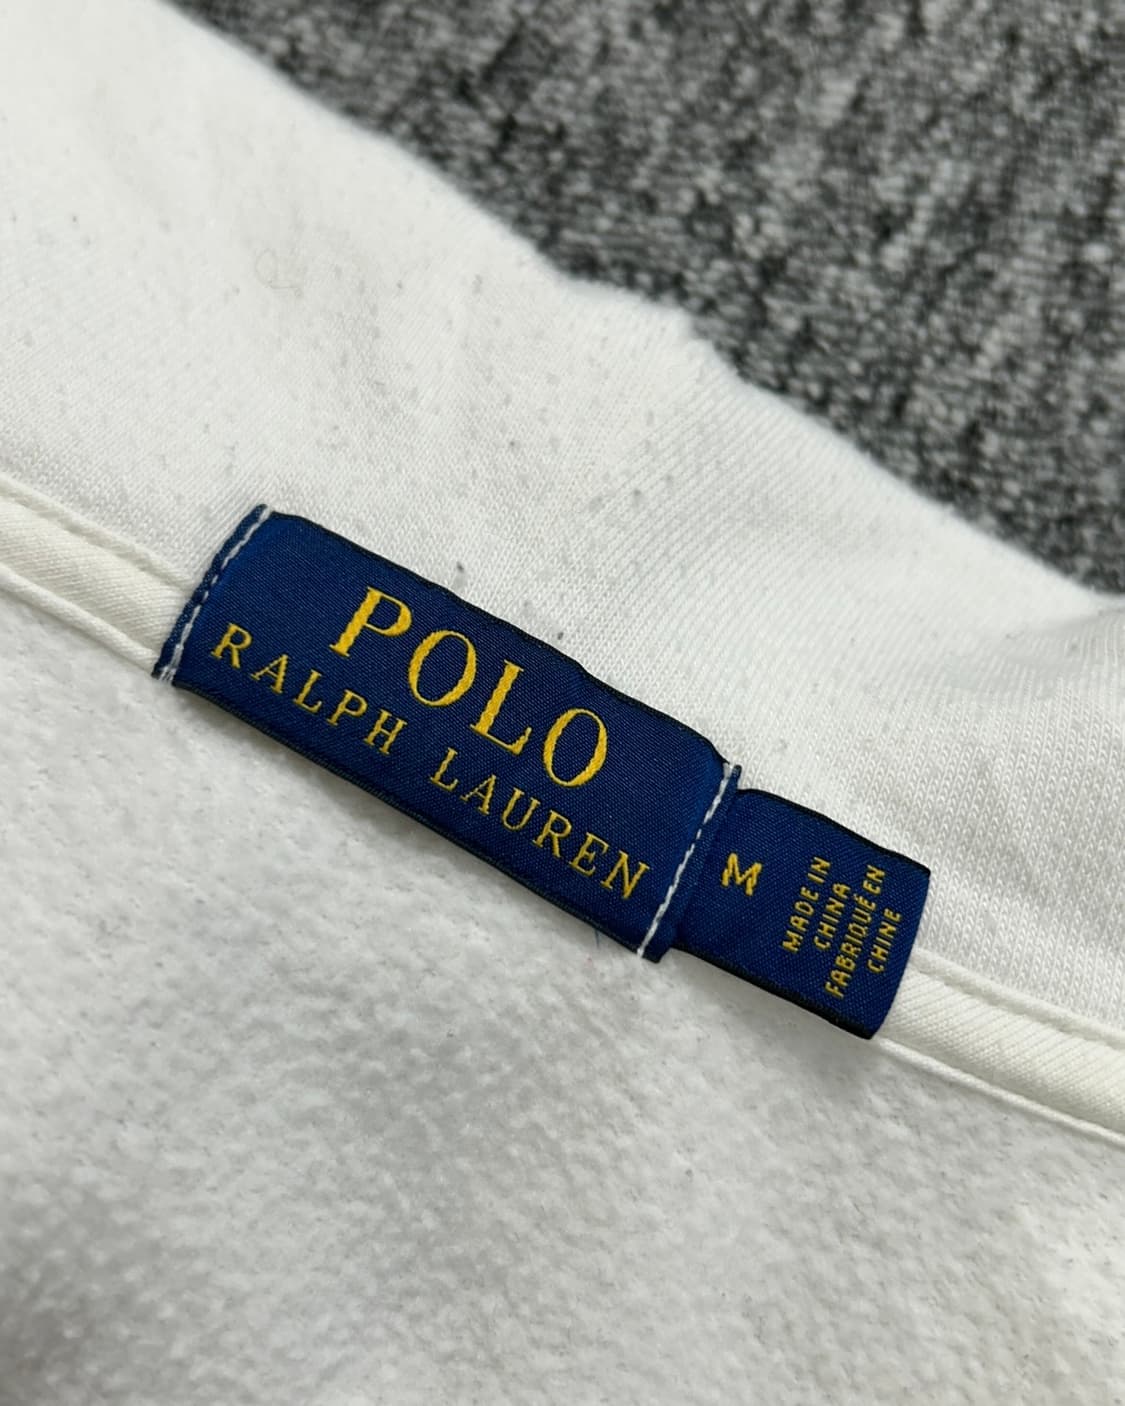 POLO
RALPH LAUREN
M
MADE IN
CHINA
FABRIQUÉ EN
CHINE